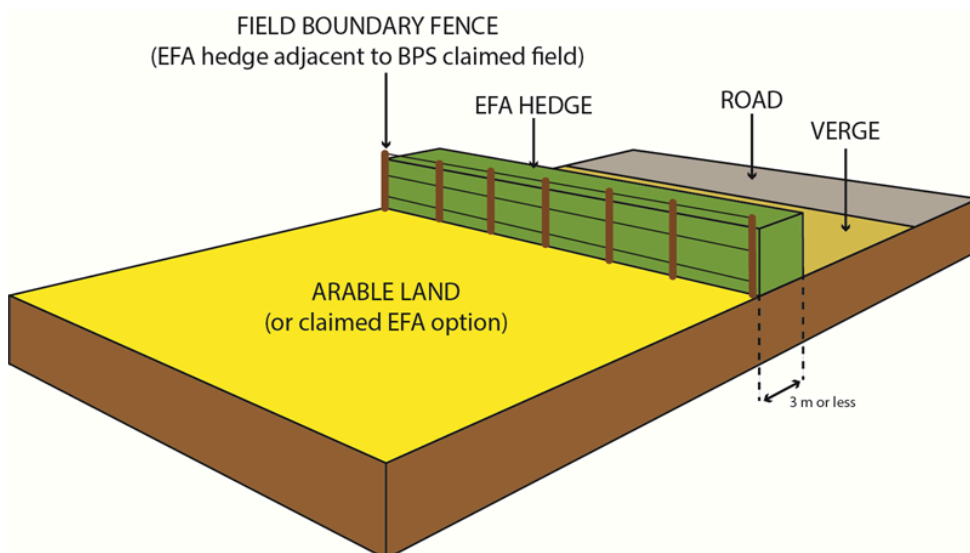 FIELD BOUNDARY FENCE
(EFA hedge adjacent to BPS claimed field)
EFA HEDGE
ROAD
VERGE
ARABLE LAND
(or claimed EFA option)
3 m or less